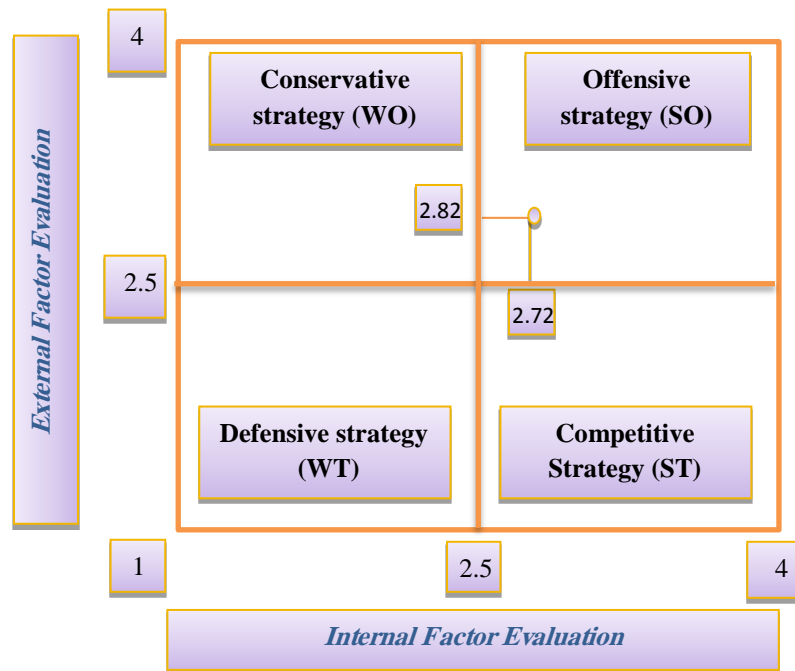 4
Conservative
strategy (WO)
Offensive
strategy (SO)
2.82
External Factor Evaluation
2.5
2.72
Defensive strategy
(WT)
Competitive
Strategy (ST)
1
2.5
4
Internal Factor Evaluation